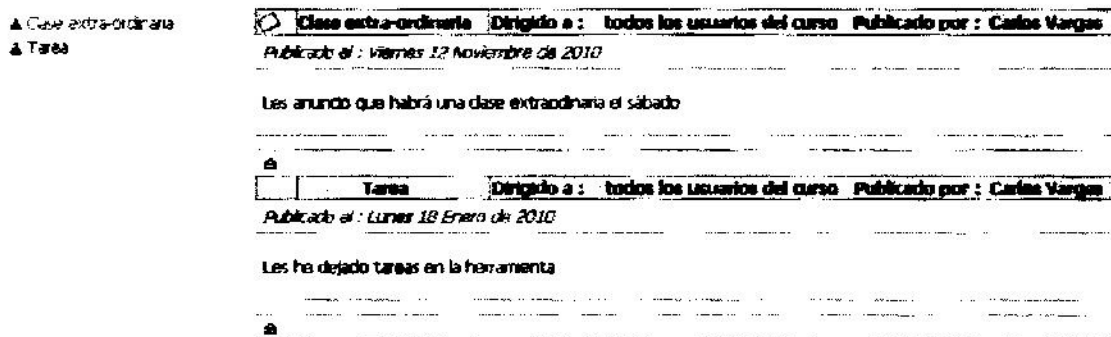 Clase extra-ordinaria
Tarea
Clase extra-ordinaria Dirigido a : todos los usuarios del curso Publicado por : Carlos Vargas
Publicado el : Viernes 12 Noviembre de 2010
Les anuncio que habrá una clase extraodinaria el sábado
Tarea Dirigido a : todos los usuarios del curso Publicado por : Carlos Vargas
Publicado el : Lunes 18 Enero de 2010
Les he dejado tareas en la herramienta